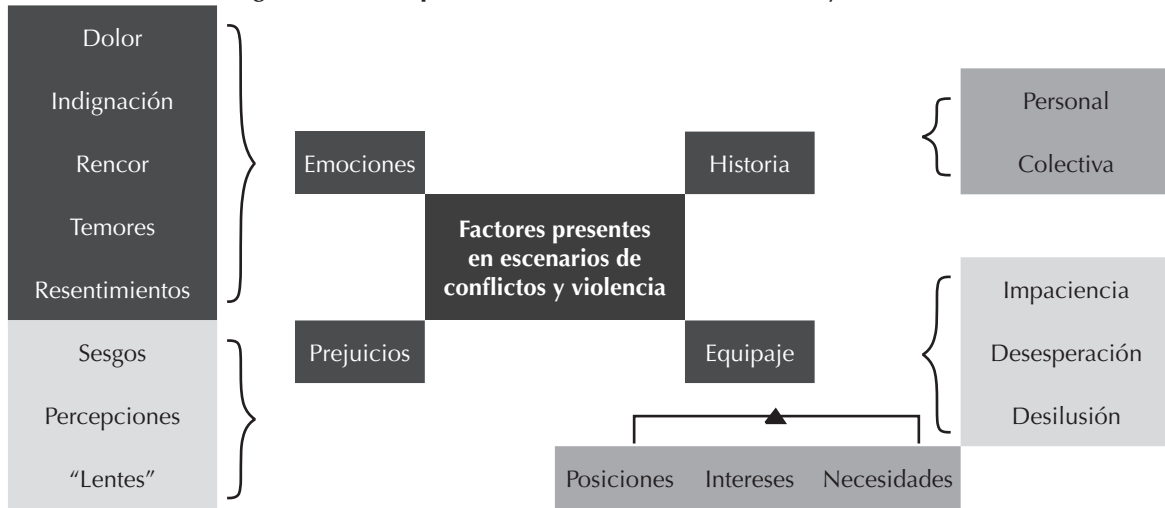 Dolor
Indignación
Rencor
Temores
Resentimientos
Sesgos
Percepciones
“Lentes”
Emociones
Prejuicios
Factores presentes
en escenarios de
conflictos y violencia
Historia
Equipaje
Personal
Colectiva
Impaciencia
Desesperación
Desilusión
Posiciones Intereses Necesidades